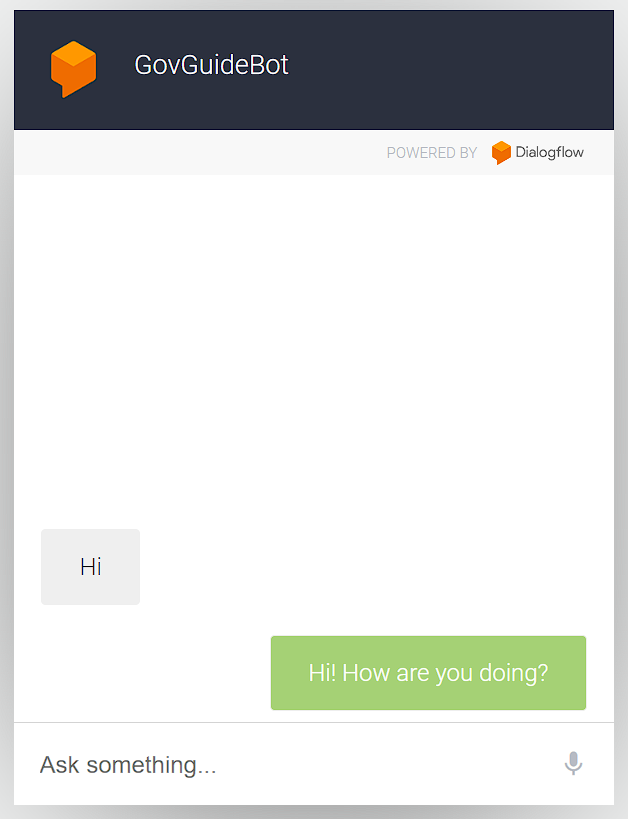 GovGuideBot
POWERED BY Dialogflow
Hi
Hi! How are you doing?
Ask something...